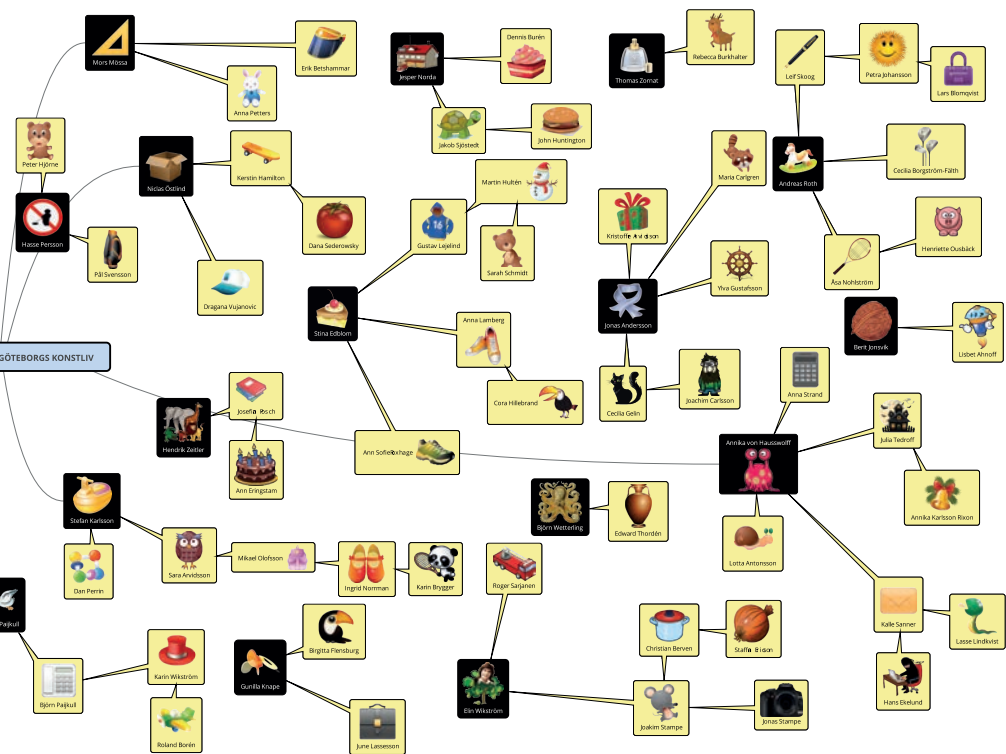 Mors Mössa
Erik Betshammar
Anna Petters
Jesper Norda
Dennis Burén
Jakob Sjöstedt
John Huntington
Thomas Zornat
Rebecca Burkhalter
Leif Skoog
Petra Johansson
Lars Blomqvist
Peter Hjörne
Hasse Persson
Pål Svensson
Niclas Östlind
Kerstin Hamilton
Dana Sederowsky
Dragana Vujanovic
Martin Hultén
Gustav Lejelind
Sarah Schmidt
Maria Carlgren
Andreas Roth
Cecilia Borgström-Fälth
Henriette Ousbäck
Åsa Nohlström
Ylva Gustafsson
Jonas Andersson
Stina Edblom
Anna Lamberg
Cora Hillebrand
Berit Jonsvik
Lisbet Ahnoff
GÖTEBORGS KONSTLIV
Cecilia Gelin
Joachim Carlsson
Anna Strand
Hendrik Zeitler
Ann Eringstam
Ann Sofie
Annika von Hausswolff
Julia Tedroff
Annika Karlsson Rixon
Stefan Karlsson
Dan Perrin
Sara Arvidsson
Mikael Olofsson
Ingrid Norrman
Karin Brygger
Björn Wetterling
Edward Thordén
Lotta Antonsson
Roger Sarjanen
Kalle Sanner
Lasse Lindkvist
Hans Ekelund
Paijkull
Björn Paijkull
Karin Wikström
Roland Borén
Gunilla Knape
Birgitta Flensburg
June Lassesson
Elin Wikström
Christian Berven
Joakim Stampe
Jonas Stampe